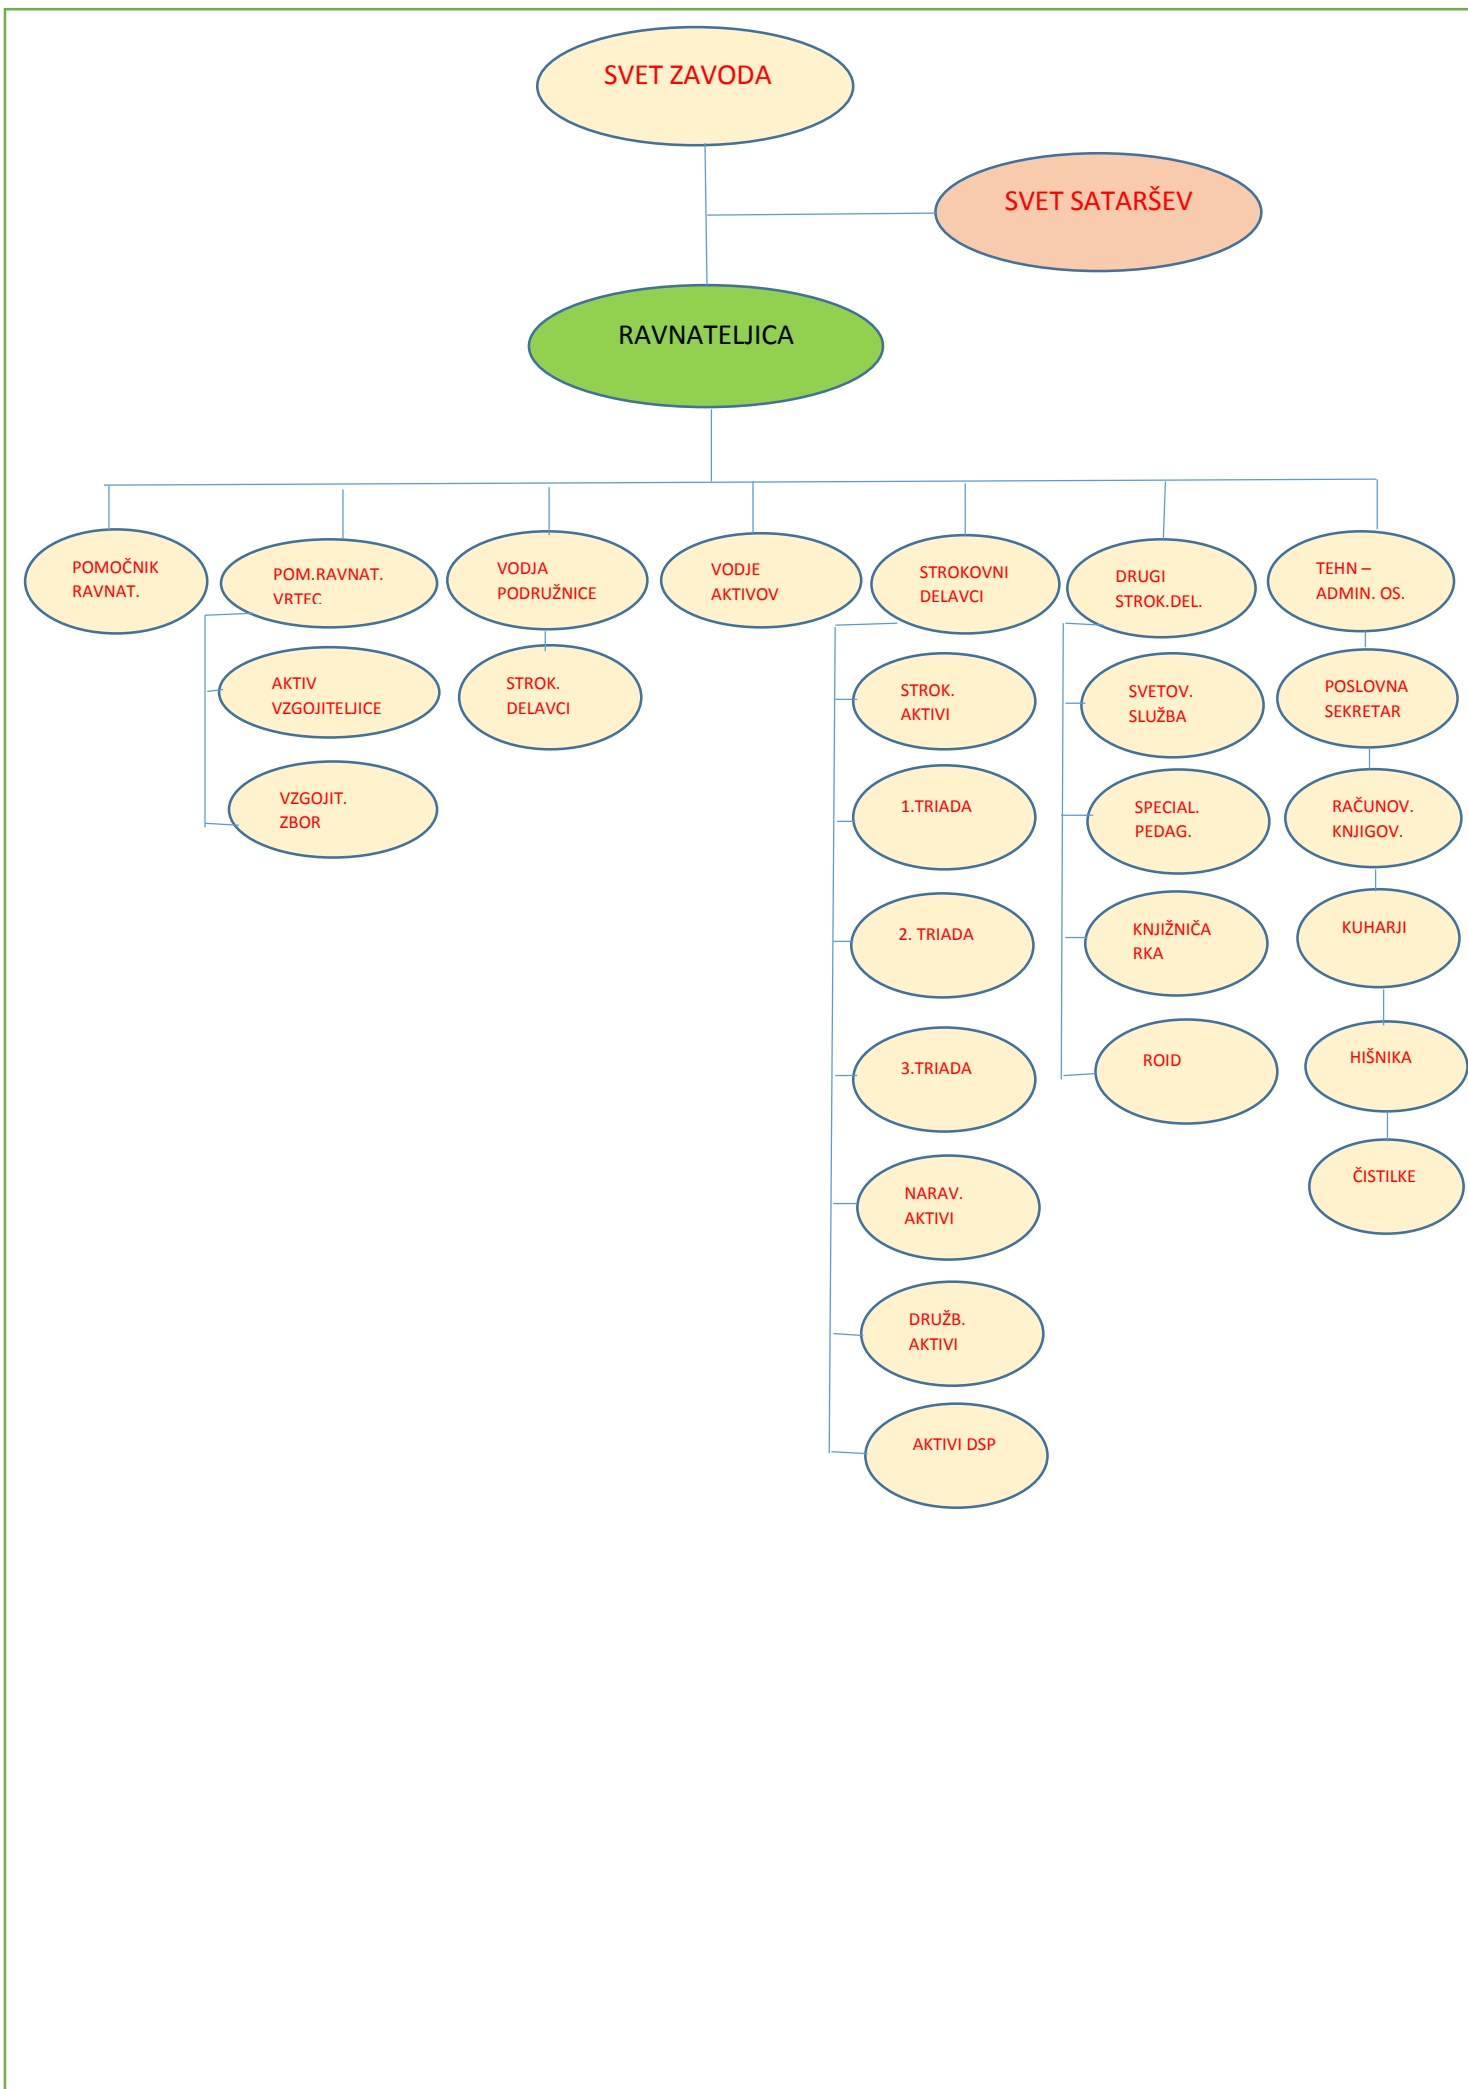 SVET ZAVODA
SVET SATARŠEV
RAVNATELJICA
POMOČNIK
RAVNAT.
POM.RAVNAT.
VRTEC
VODJA
PODRUŽNICE
VODJE
AKTIVOV
STROKOVNI
DELAVCI
DRUGI
STROK.DEL.
TEHN –
ADMIN. OS.
AKTIV
VZGOJITELJICE
VZGOJIT.
ZBOR
STROK.
DELAVCI
STROK.
AKTIVI
1.TRIADA
2. TRIADA
3.TRIADA
NARAV.
AKTIVI
DRUŽB.
AKTIVI
AKTIVI DSP
SVETOV.
SLUŽBA
SPECIAL.
PEDAG.
KNJIŽNIČA
RKA
ROID
POSLOVNA
SEKRETAR
RAČUNOV.
KNJIGOV.
KUHARJI
HIŠNIKA
ČISTILKE